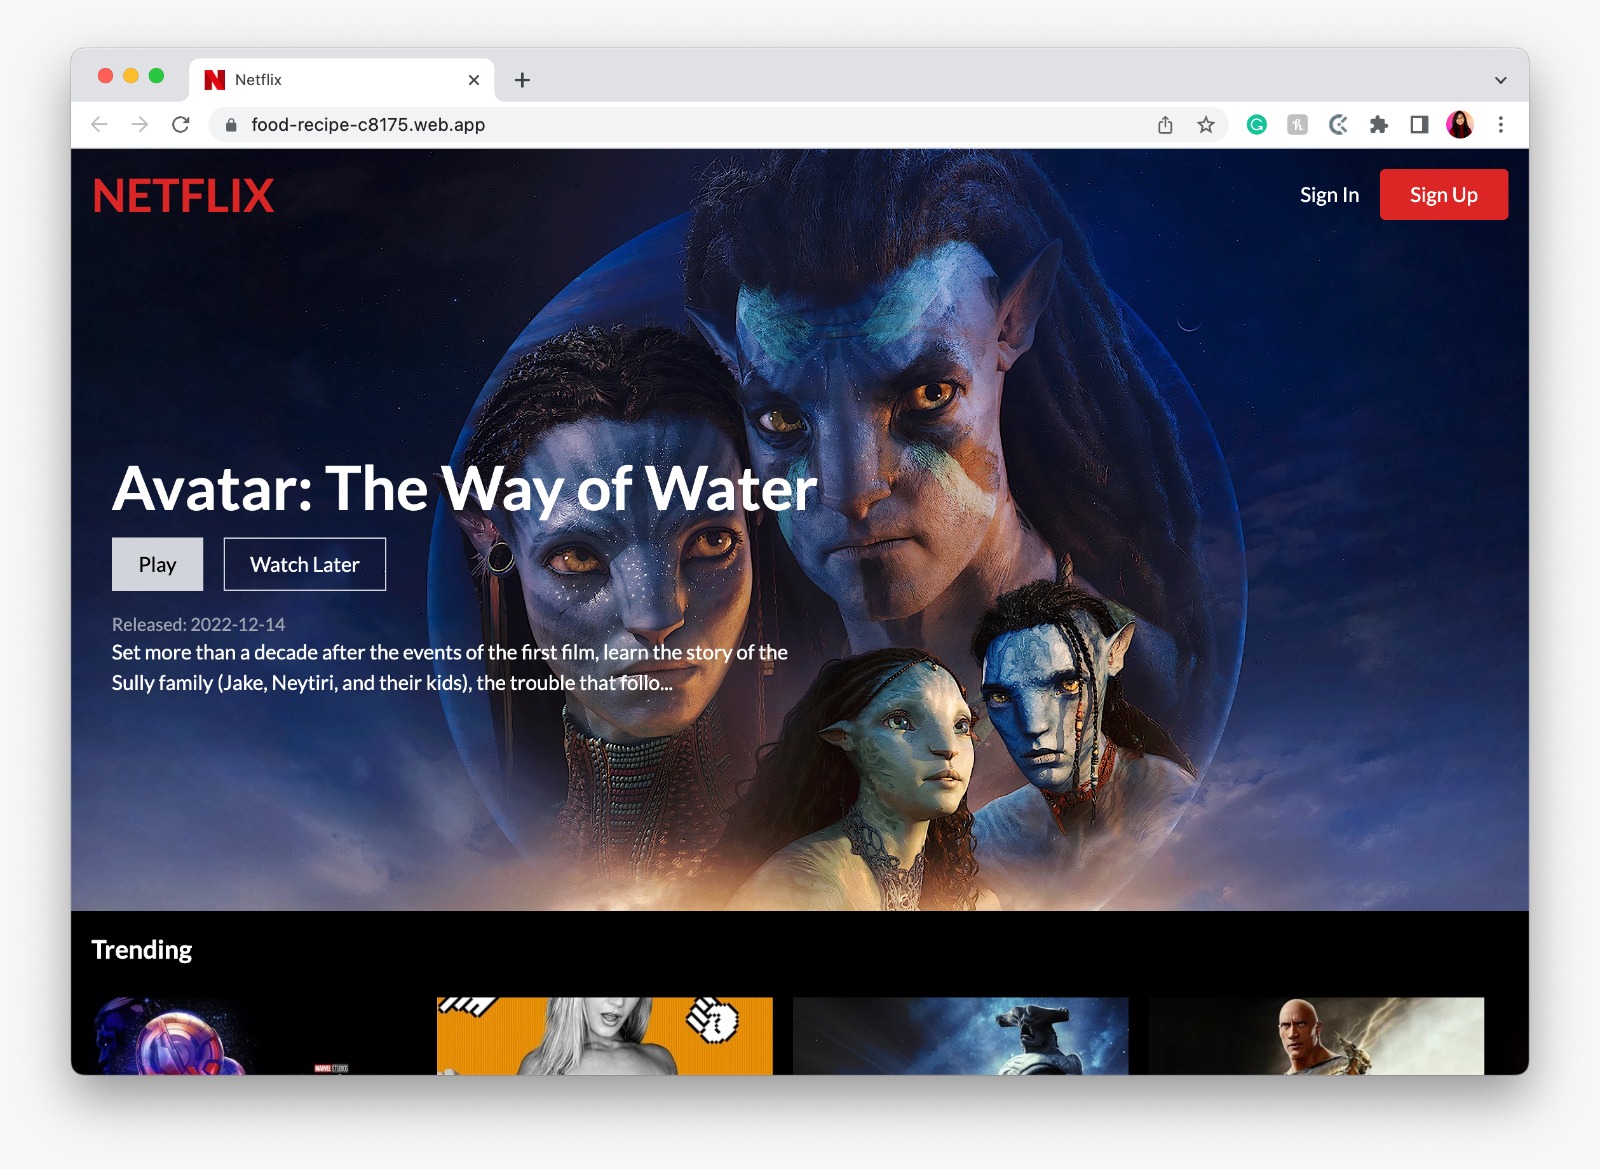 Netflix
food-recipe-c8175.web.app
NETFLIX
Sign In
Sign Up
Avatar: The Way of Water
Play
Watch Later
Released: 2022-12-14
Set more than a decade after the events of the first film, learn the story of the
Sully family (Jake, Neytiri, and their kids), the trouble that follo...
Trending
MARVEL STUDIOS